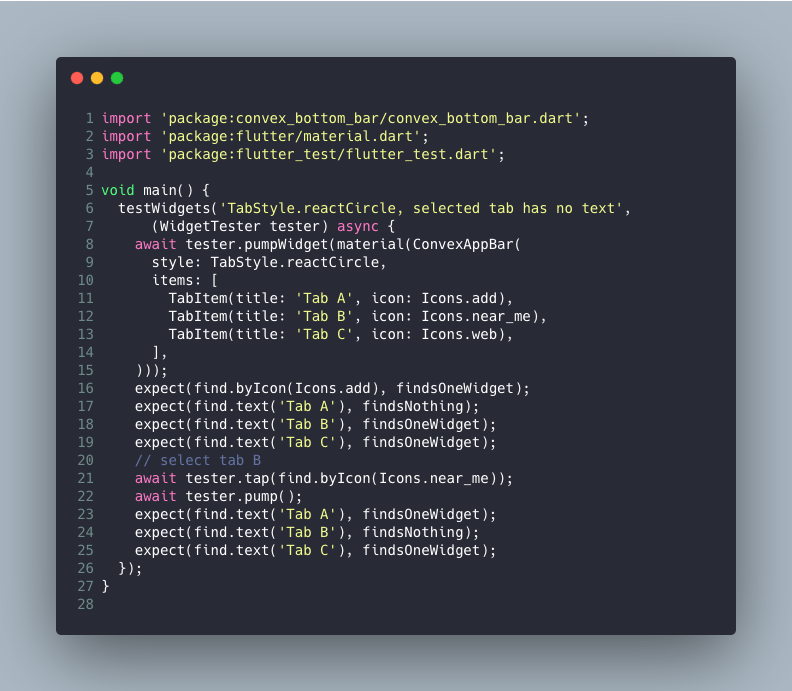 1 import 'package:convex_bottom_bar/convex_bottom_bar.dart';
2 import 'package:flutter/material.dart';
3 import 'package:flutter_test/flutter_test.dart';
4
5 void main() {
6   testWidgets('TabStyle.reactCircle, selected tab has no text',
7       (WidgetTester tester) async {
8     await tester.pumpWidget(material(ConvexAppBar(
9       style: TabStyle.reactCircle,
10       items: [
11         TabItem(title: 'Tab A', icon: Icons.add),
12         TabItem(title: 'Tab B', icon: Icons.near_me),
13         TabItem(title: 'Tab C', icon: Icons.web),
14       ],
15     )));
16     expect(find.byIcon(Icons.add), findsOneWidget);
17     expect(find.text('Tab A'), findsNothing);
18     expect(find.text('Tab B'), findsOneWidget);
19     expect(find.text('Tab C'), findsOneWidget);
20     // select tab B
21     await tester.tap(find.byIcon(Icons.near_me));
22     await tester.pump();
23     expect(find.text('Tab A'), findsOneWidget);
24     expect(find.text('Tab B'), findsNothing);
25     expect(find.text('Tab C'), findsOneWidget);
26   });
27 }
28